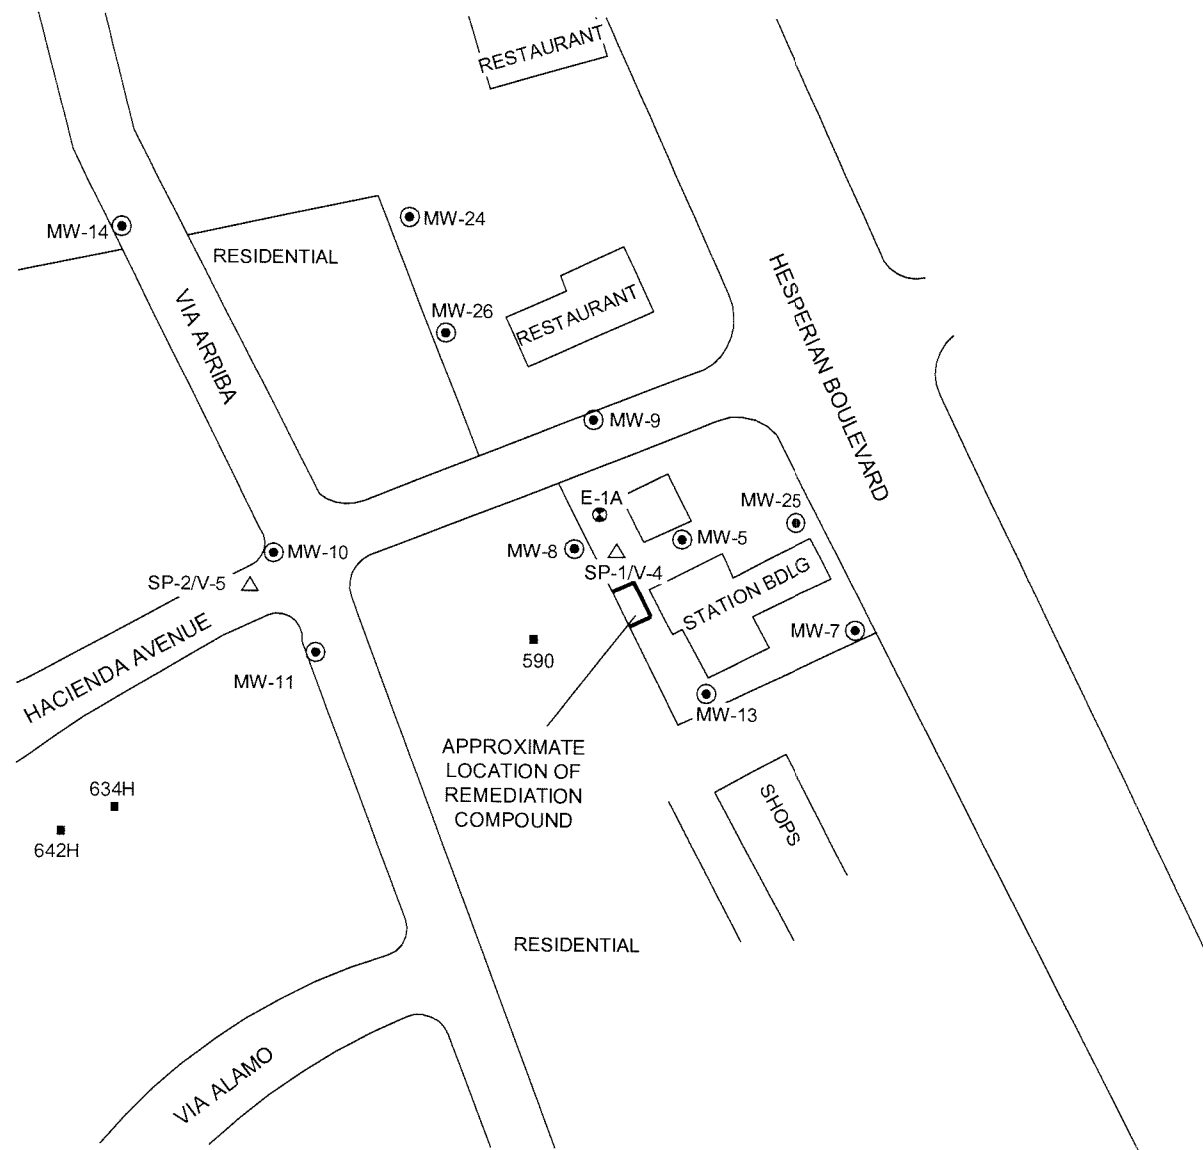 RESTAURANT
MW-24
MW-14
RESIDENTIAL
HESPERIAN BOULEVARD
VIA ARRIBA
MW-26
RESTAURANT
MW-9
E-1A
MW-25
MW-5
MW-10
MW-8
SP-1/V-4
SP-2/V-5
STATION BDLG
HACIENDA AVENUE
MW-7
590
MW-11
MW-13
APPROXIMATE
LOCATION OF
REMEDIATION
COMPOUND
634H
SHOPS
642H
RESIDENTIAL
VIA ALAMO